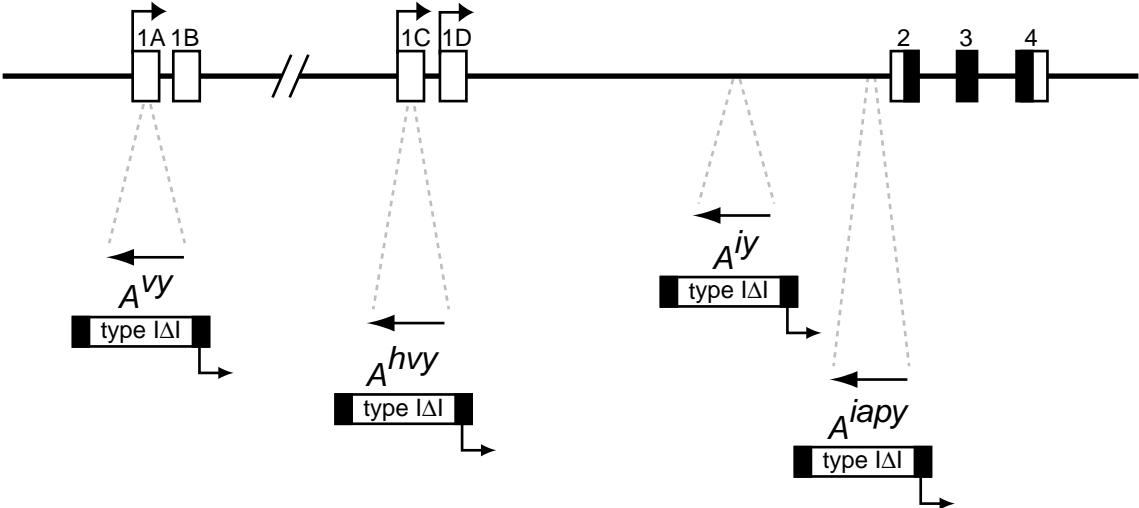 1A 1B 1C 1D 2 3 4
A^vy
type IΔI
A^hvy
type IΔI
A^iy
type IΔI
A^iapy
type IΔI